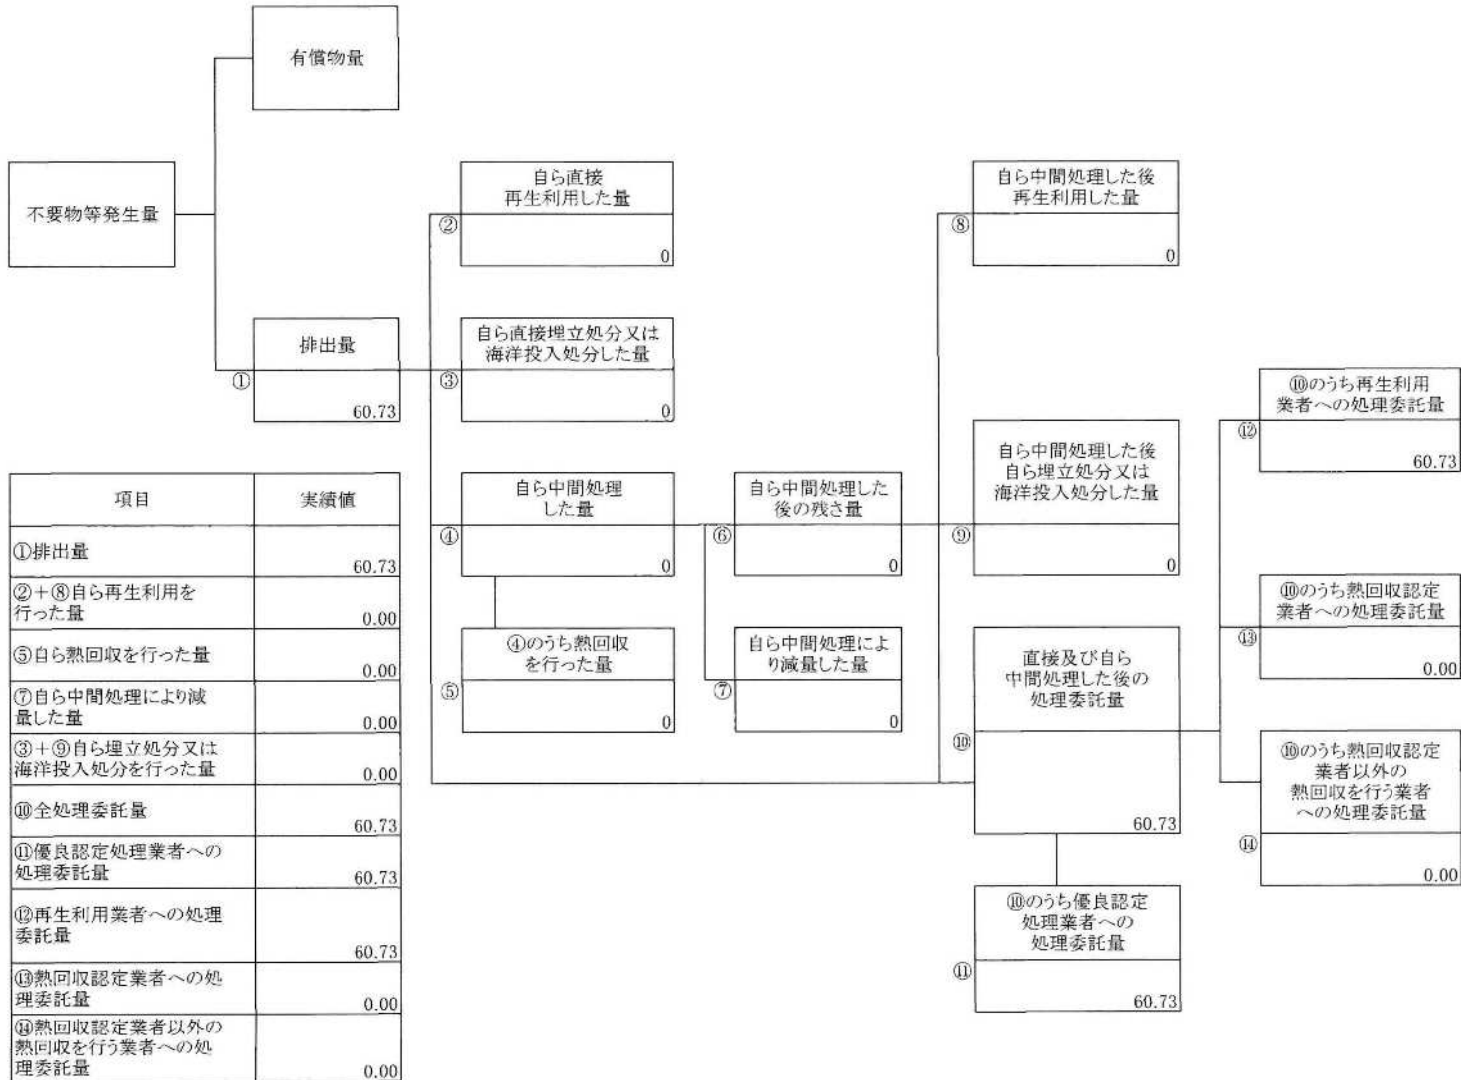 有償物量
不要物等発生量
排出量
①
60.73
自ら直接
再生利用した量
②
0
自ら直接埋立処分又は
海洋投入処分した量
③
0
自ら中間処理
した量
④
0
④のうち熱回収
を行った量
⑤
0
自ら中間処理した
後の残さ量
⑥
0
自ら中間処理によ
り減量した量
⑦
0
自ら中間処理した後
再生利用した量
⑧
0
自ら中間処理した後
自ら埋立処分又は
海洋投入処分した量
⑨
0
直接及び自ら
中間処理した後の
処理委託量
⑩
60.73
⑩のうち優良認定
処理業者への
処理委託量
⑪
60.73
⑩のうち再生利用
業者への処理委託量
⑫
60.73
⑩のうち熱回収認定
業者への処理委託量
⑬
0.00
⑩のうち熱回収認定
業者以外の
熱回収を行う業者
への処理委託量
⑭
0.00
項目 実績値
①排出量
60.73
②＋⑧自ら再生利用を
行った量
0.00
⑤自ら熱回収を行った量
0.00
⑦自ら中間処理により減
量した量
0.00
③＋⑨自ら埋立処分又は
海洋投入処分を行った量
0.00
⑩全処理委託量
60.73
⑪優良認定処理業者への
処理委託量
60.73
⑫再生利用業者への処理
委託量
60.73
⑬熱回収認定業者への処
理委託量
0.00
⑭熱回収認定業者以外の
熱回収を行う業者への処
理委託量
0.00